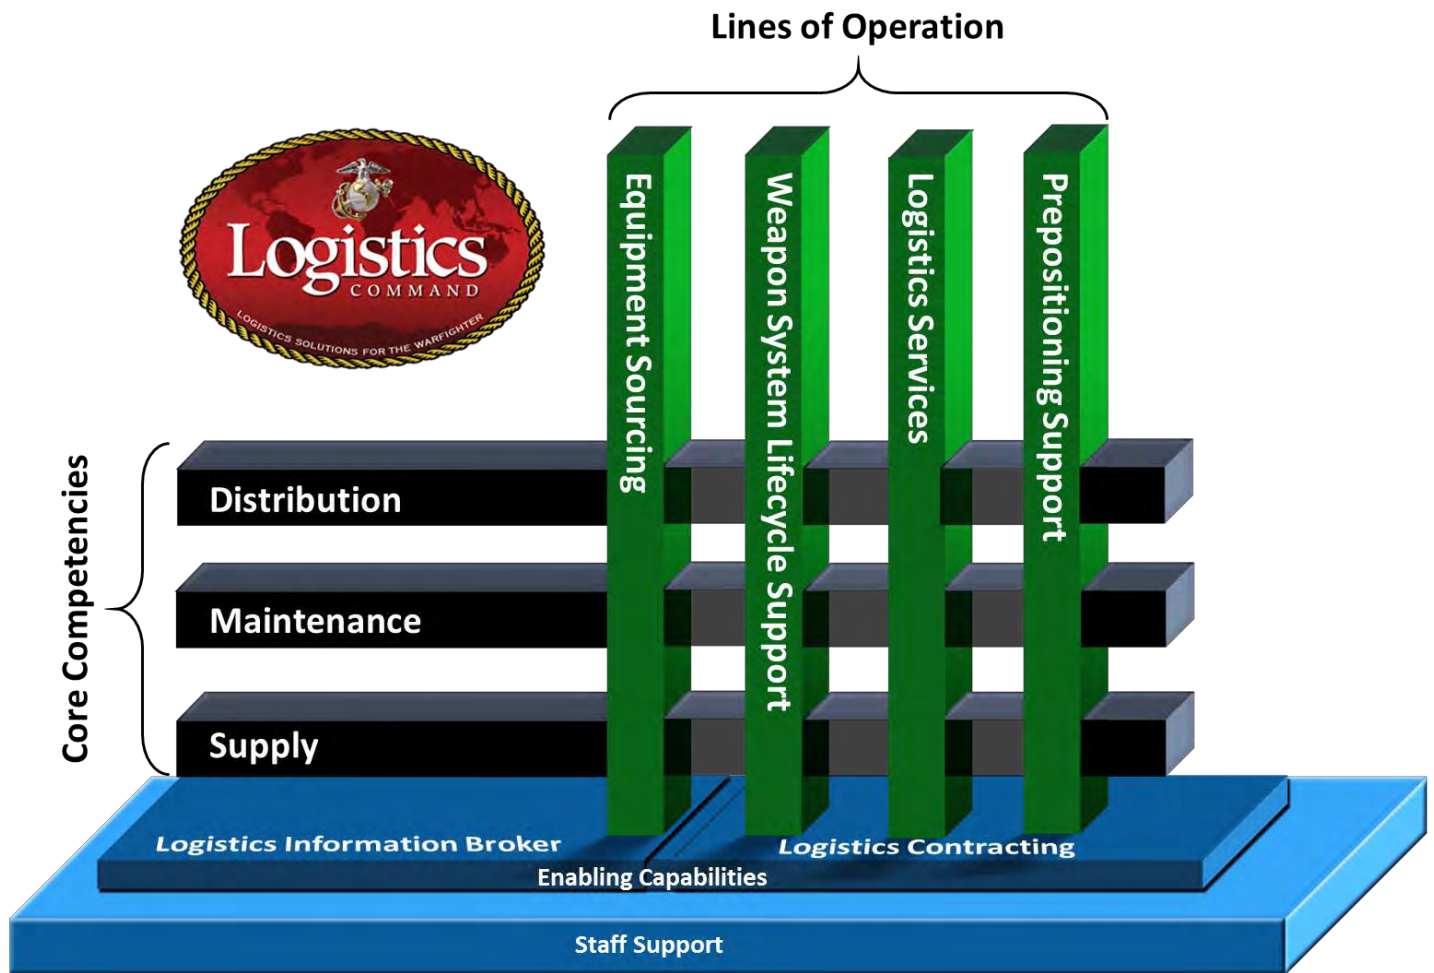 Lines of Operation
Logistics
COMMAND
LOGISTICS SOLUTIONS FOR THE WARFIGHTER
Equipment Sourcing
Weapon System Lifecycle Support
Logistics Services
Prepositioning Support
Core Competencies
Distribution
Maintenance
Supply
Logistics Information Broker
Logistics Contracting
Enabling Capabilities
Staff Support